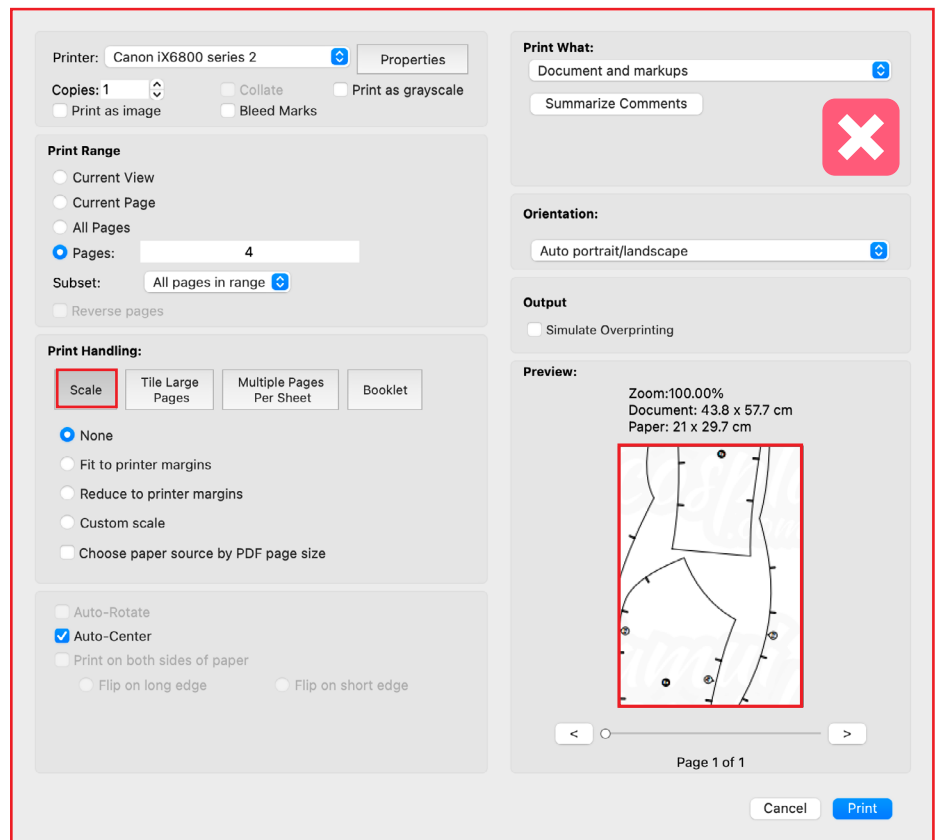 Printer: Canon iX6800 series 2
Properties
Copies: 1
Collate
Print as grayscale
Print as image
Bleed Marks
Print Range
Current View
Current Page
All Pages
Pages: 4
Subset: All pages in range
Reverse pages
Print Handling:
Scale
Tile Large
Pages
Multiple Pages
Per Sheet
Booklet
None
Fit to printer margins
Reduce to printer margins
Custom scale
Choose paper source by PDF page size
Auto-Rotate
Auto-Center
Print on both sides of paper
Flip on long edge
Flip on short edge
Print What:
Document and markups
Summarize Comments
Orientation:
Auto portrait/landscape
Output
Simulate Overprinting
Preview:
Zoom:100.00%
Document: 43.8 x 57.7 cm
Paper: 21 x 29.7 cm
<
>
Page 1 of 1
Cancel
Print